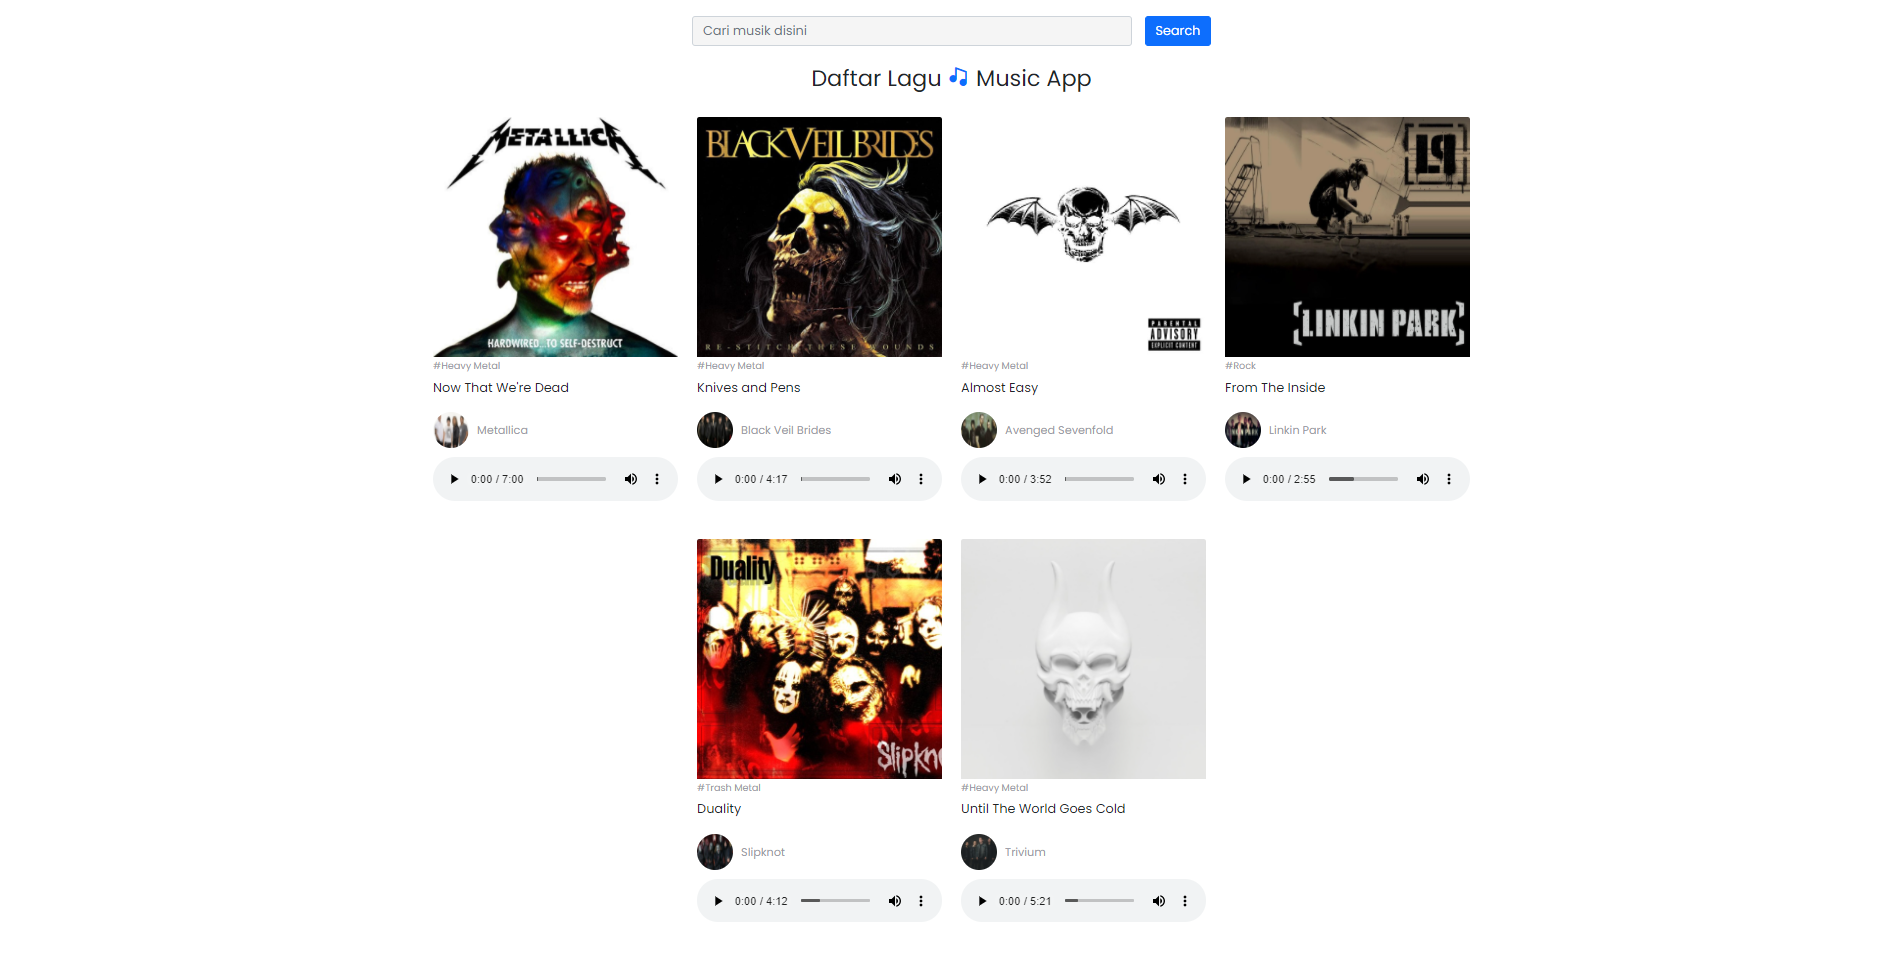 Cari musik disini
Search
Daftar Lagu Music App
METALLICA
HARDWIRED...TO SELF-DESTRUCT
#Heavy Metal
Now That We're Dead
Metallica
0:00 / 7:00
BLACK VEIL BRIDES
RE-STITCH THESE WOUNDS
#Heavy Metal
Knives and Pens
Black Veil Brides
0:00 / 4:17
PARENTAL
ADVISORY
EXPLICIT CONTENT
#Heavy Metal
Almost Easy
Avenged Sevenfold
0:00 / 3:52
LP
[LINKIN PARK]
#Rock
From The Inside
Linkin Park
0:00 / 2:55
Duality
Slipkno
#Trash Metal
Duality
Slipknot
0:00 / 4:12
#Heavy Metal
Until The World Goes Cold
Trivium
0:00 / 5:21